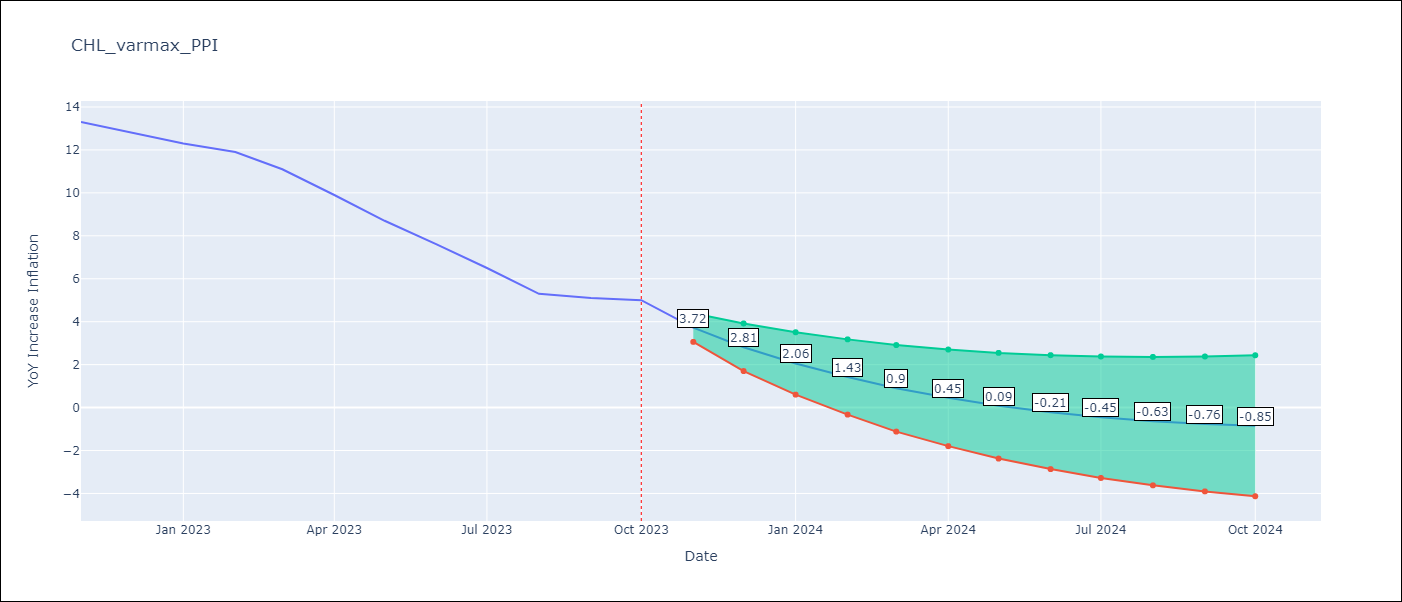 CHL_varmax_PPI
YoY Increase Inflation
14
12
10
8
6
4
2
0
−2
−4
3.72
2.81
2.06
1.43
0.9
0.45
0.09
-0.21
-0.45
-0.63
-0.76
-0.85
Jan 2023
Apr 2023
Jul 2023
Oct 2023
Jan 2024
Apr 2024
Jul 2024
Oct 2024
Date